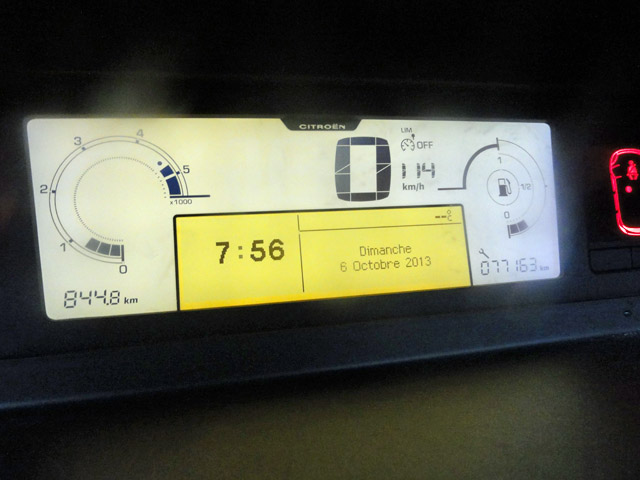 CITROËN
LIM
OFF
0
114
km/h
4
3
5
x1000
2
1
0
1
1/2
0
--°C
7:56
Dimanche
6 Octobre 2013
844.8 km
077163 km